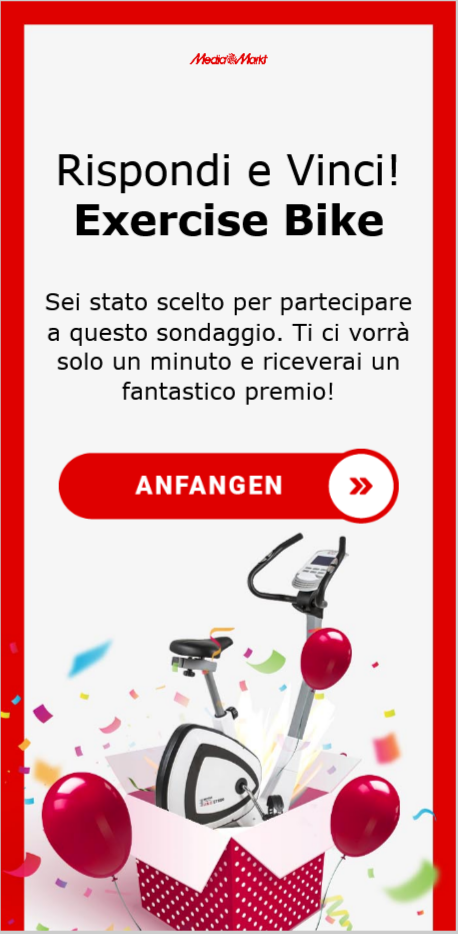 MediaMarkt
Rispondi e Vinci!
Exercise Bike
Sei stato scelto per partecipare
a questo sondaggio. Ti ci vorrà
solo un minuto e riceverai un
fantastico premio!
ANFANGEN